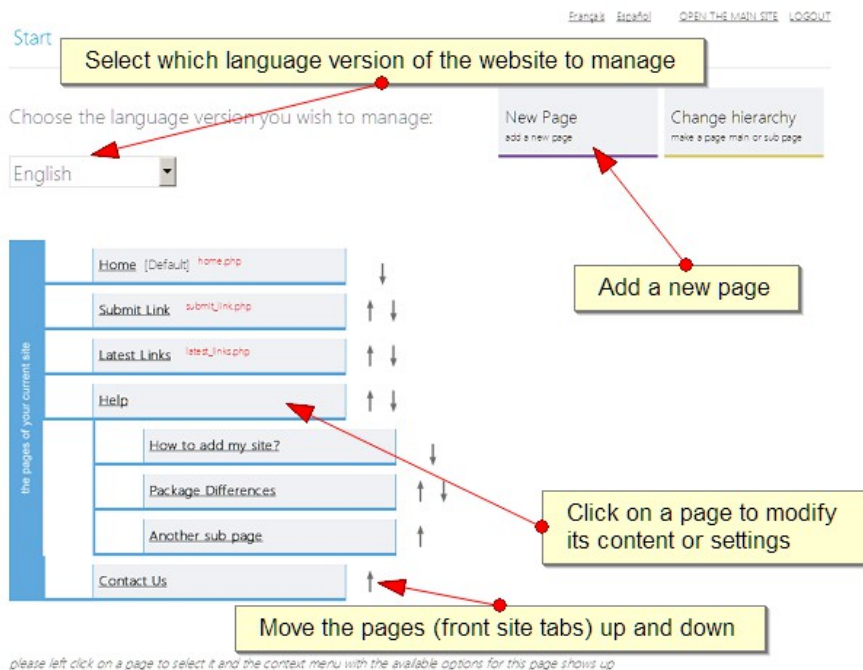 Français Español OPEN THE MAIN SITE LOGOUT
Start
Select which language version of the website to manage
Choose the language version you wish to manage:
New Page
add a new page
Change hierarchy
make a page main or sub page
English
Add a new page
the pages of your current site
Home [Default] home.php
Submit Link submit_link.php
Latest Links latest_links.php
Help
How to add my site?
Package Differences
Another sub page
Click on a page to modify
its content or settings
Contact Us
Move the pages (front site tabs) up and down
please left click on a page to select it and the context menu with the available options for this page shows up